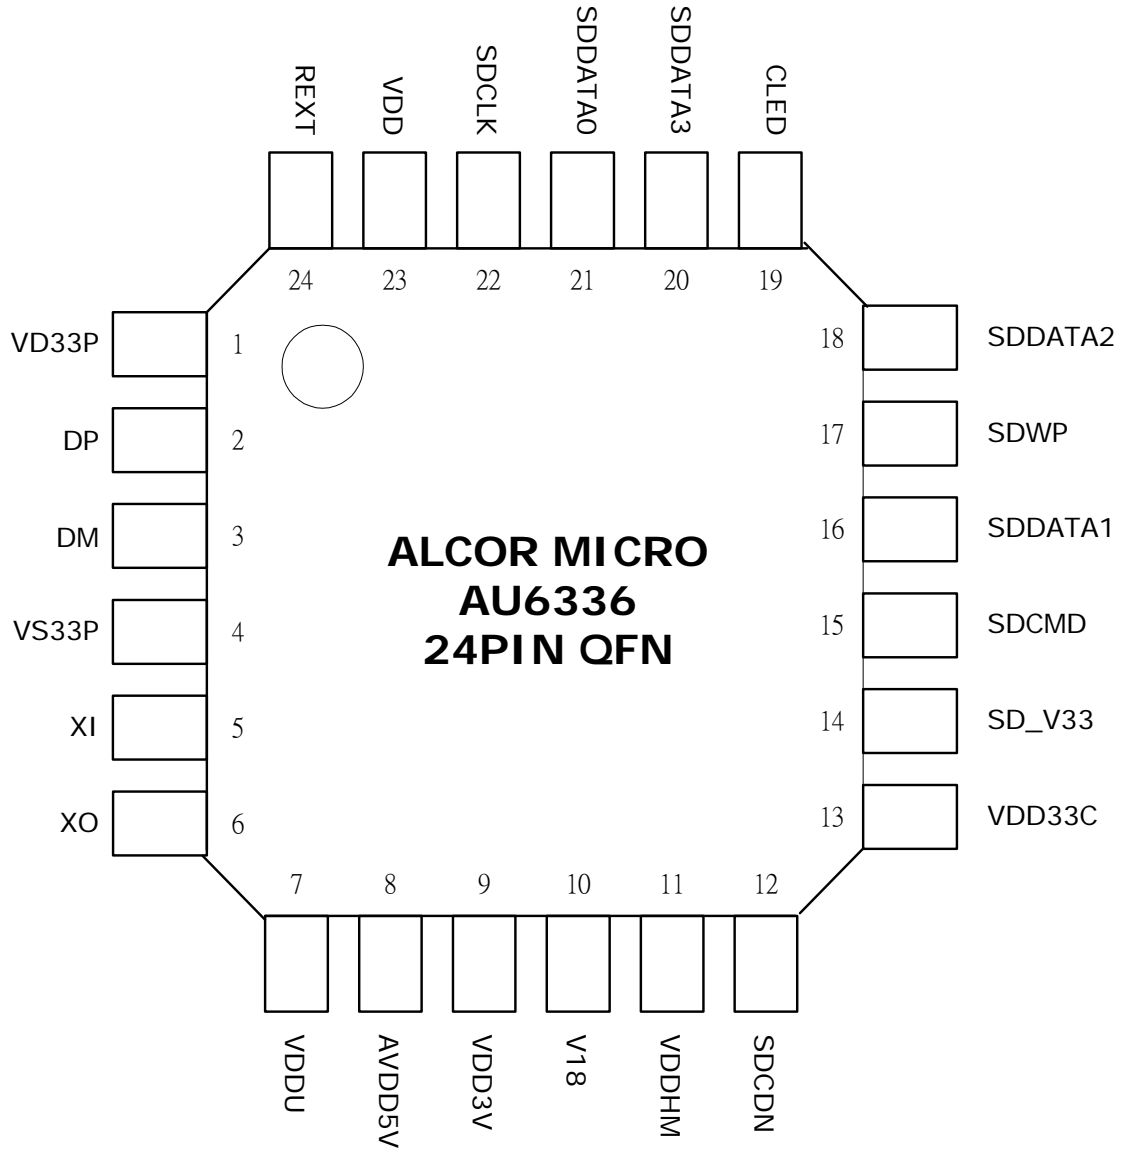 REXT
VDD
SDCLK
SDDATA0
SDDATA3
CLED
24
23
22
21
20
19
VD33P
1
DP
2
DM
3
VS33P
4
XI
5
XO
6
18
SDDATA2
17
SDWP
16
SDDATA1
15
SDCMD
14
SD_V33
13
VDD33C
ALCOR MICRO
AU6336
24PIN QFN
7
8
9
10
11
12
VDDU
AVDD5V
VDD3V
V18
VDDHM
SDCDN